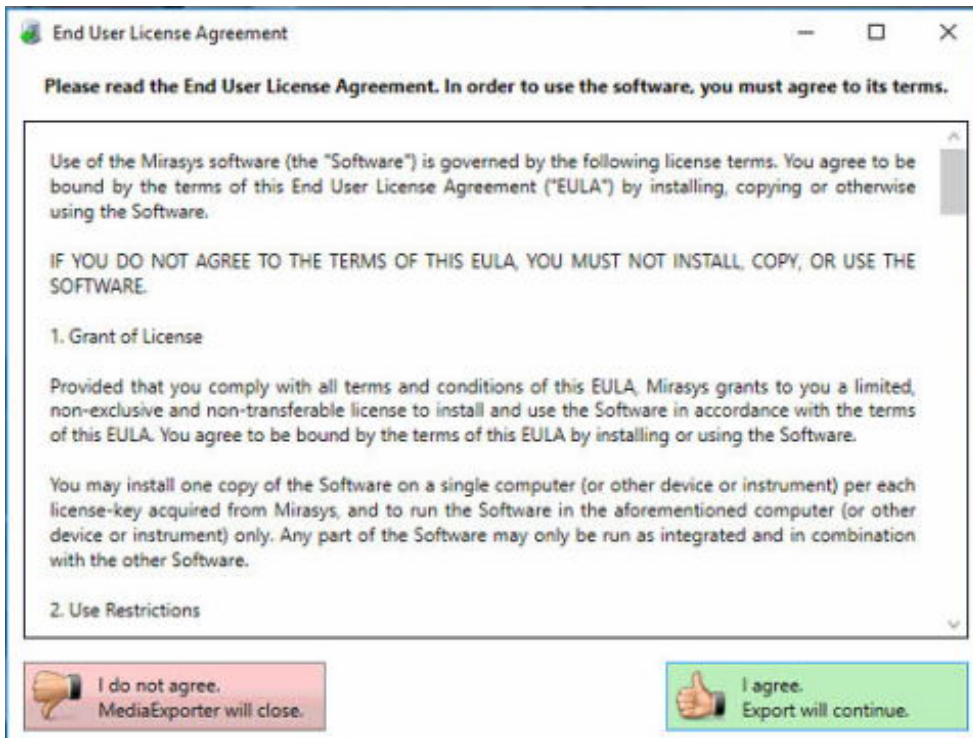 End User License Agreement
Please read the End User License Agreement. In order to use the software, you must agree to its terms.
Use of the Mirasys software (the "Software") is governed by the following license terms. You agree to be
bound by the terms of this End User License Agreement ("EULA") by installing, copying or otherwise
using the Software.
IF YOU DO NOT AGREE TO THE TERMS OF THIS EULA, YOU MUST NOT INSTALL, COPY, OR USE THE
SOFTWARE.
1. Grant of License
Provided that you comply with all terms and conditions of this EULA, Mirasys grants to you a limited,
non-exclusive and non-transferable license to install and use the Software in accordance with the terms
of this EULA. You agree to be bound by the terms of this EULA by installing or using the Software.
You may install one copy of the Software on a single computer (or other device or instrument) per each
license-key acquired from Mirasys, and to run the Software in the aforementioned computer (or other
device or instrument) only. Any part of the Software may only be run as integrated and in combination
with the other Software.
2. Use Restrictions
I do not agree.
MediaExporter will close.
I agree.
Export will continue.